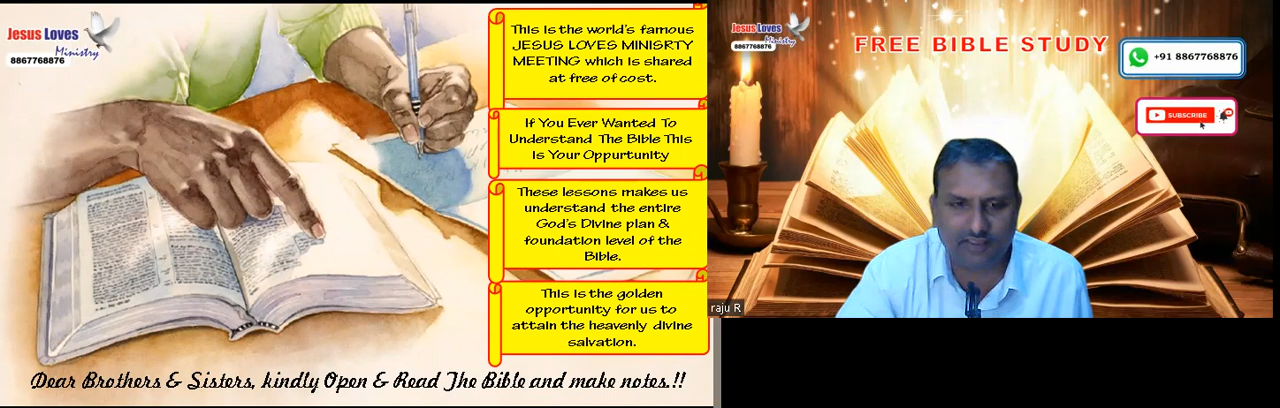 Jesus Loves
Ministry
8867768876
This is the world's famous
JESUS LOVES MINISRTY
MEETING which is shared
at free of cost.
If You Ever Wanted To
Understand The Bible This
is Your Oppurtunity
These lessons makes us
understand the entire
God's Divine plan &
foundation level of the
Bible.
This is the golden
opportunity for us to
attain the heavenly divine
salvation.
Dear Brothers & Sisters, kindly Open & Read The Bible and make notes.!!
Jesus Loves
Ministry
8867768876
FREE BIBLE STUDY
+91 8867768876
SUBSCRIBE
raju R